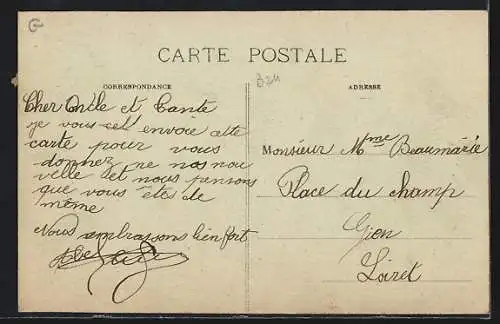 CARTE POSTALE
CORRESPONDANCE
Cher Oncle et Tante
je vous envoie cette
carte pour vous
donner de nos nou
velle et nous pensons
que vous êtes de
même
Nous embrassons bien fort
ADRESSE
B24
Monsieur Mme Beaumarié
Place du champ
Gien
Loiret